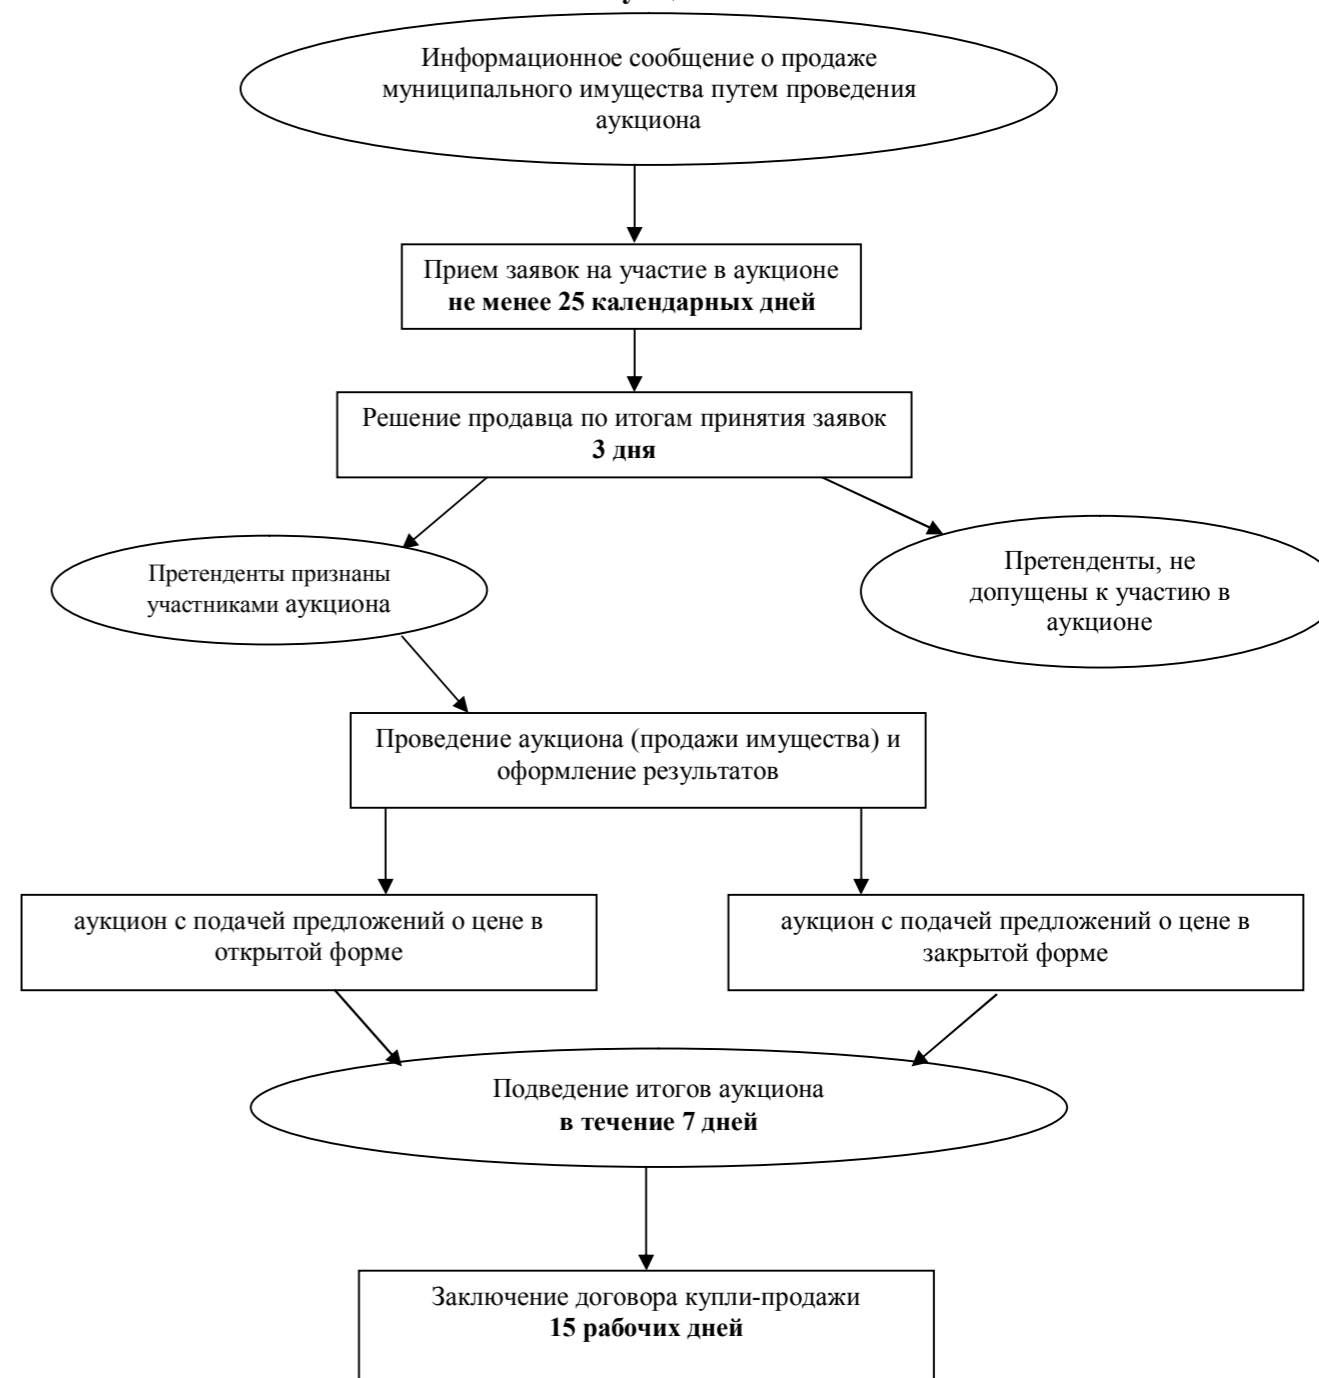 Информационное сообщение о продаже
муниципального имущества путем проведения
аукциона
Прием заявок на участие в аукционе
не менее 25 календарных дней
Решение продавца по итогам принятия заявок
3 дня
Претенденты признаны
участниками аукциона
Претенденты, не
допущены к участию в
аукционе
Проведение аукциона (продажи имущества) и
оформление результатов
аукцион с подачей предложений о цене в
открытой форме
аукцион с подачей предложений о цене в
закрытой форме
Подведение итогов аукциона
в течение 7 дней
Заключение договора купли-продажи
15 рабочих дней